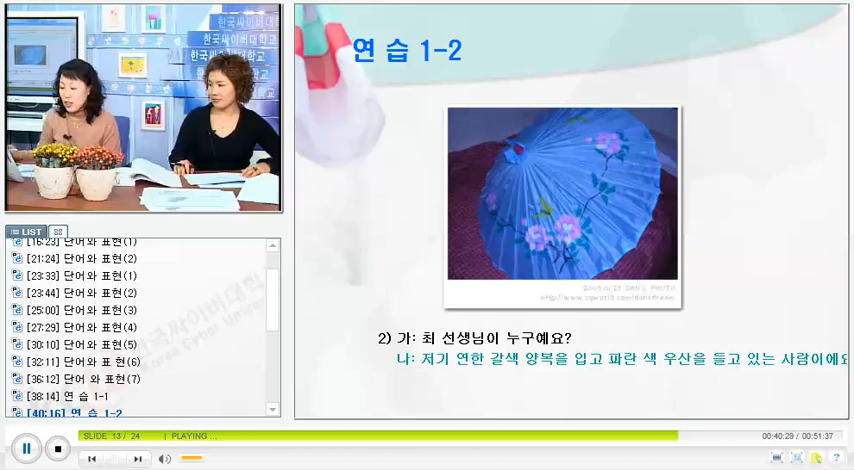 한국싸이버대학교
한국싸이버대학교
연 습 1-2
LIST
[16:23] 단어와 표현(1)
[21:24] 단어와 표현(2)
[23:33] 단어와 표현(1)
[23:44] 단어와 표현(2)
[25:00] 단어와 표현(3)
[27:29] 단어와 표현(4)
[30:10] 단어와 표현(5)
[32:11] 단어와 표 현(6)
[36:12] 단어 와 표현(7)
[38:14] 연 습 1-1
[40:16] 연 습 1-2
2) 가: 최 선생님이 누구예요?
나: 저기 연한 갈색 양복을 입고 파란 색 우산을 들고 있는 사람이에요
SLIDE 13 / 24 | PLAYING ...
00:40:29 / 00:51:37